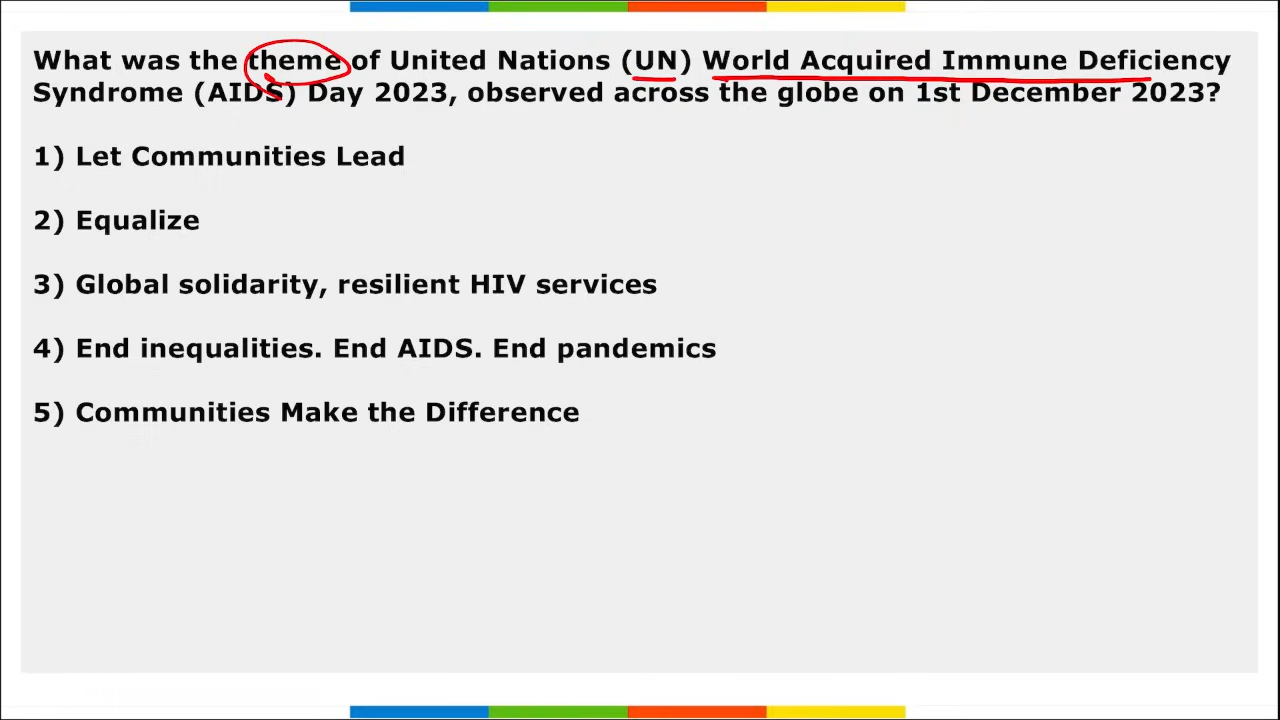 What was the theme of United Nations (UN) World Acquired Immune Deficiency
Syndrome (AIDS) Day 2023, observed across the globe on 1st December 2023?
1) Let Communities Lead
2) Equalize
3) Global solidarity, resilient HIV services
4) End inequalities. End AIDS. End pandemics
5) Communities Make the Difference